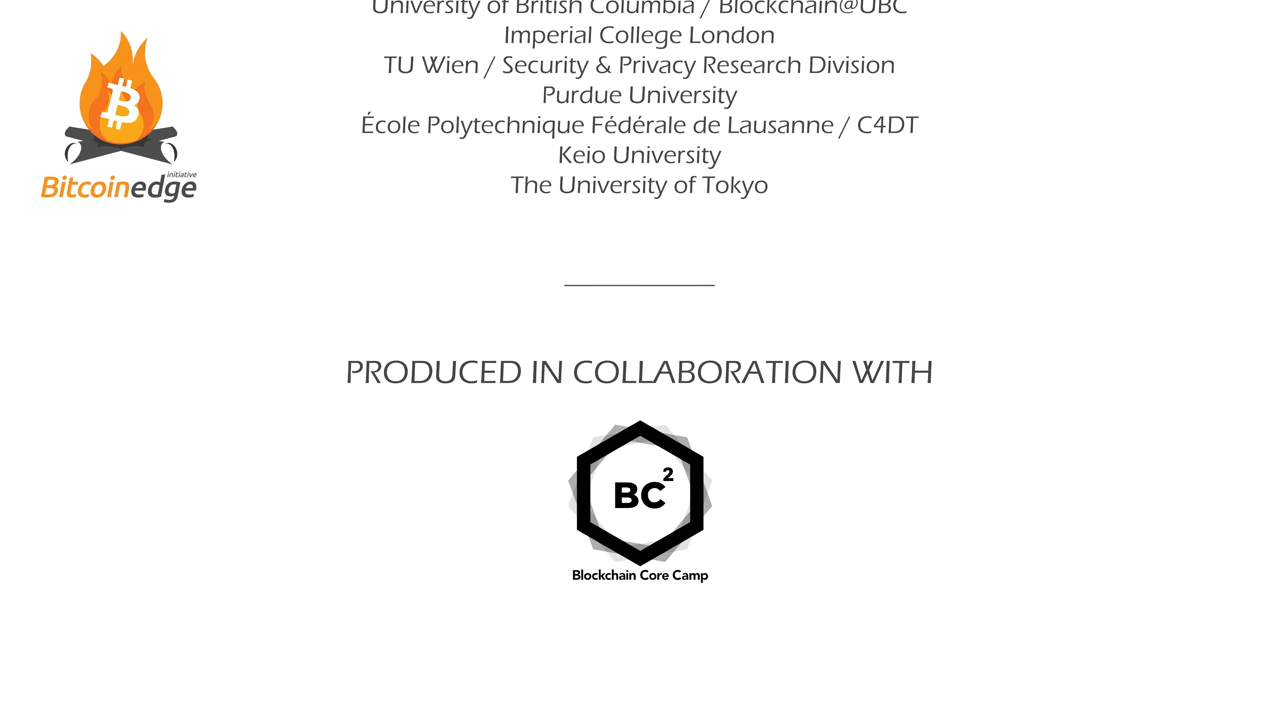 University of British Columbia / Blockchain@UBC
Imperial College London
TU Wien / Security & Privacy Research Division
Purdue University
École Polytechnique Fédérale de Lausanne / C4DT
Keio University
The University of Tokyo
initiative
Bitcoinedge
PRODUCED IN COLLABORATION WITH
BC²
Blockchain Core Camp